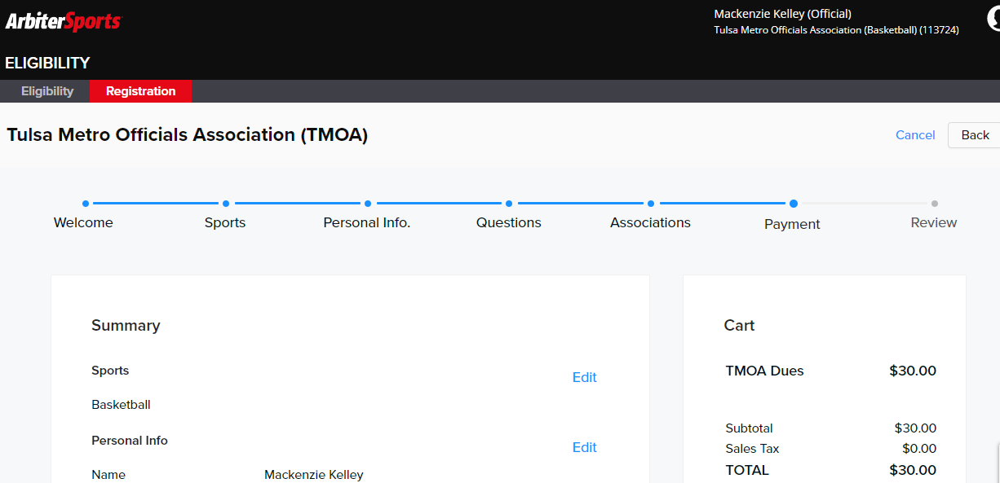 ArbiterSports
Mackenzie Kelley (Official)
Tulsa Metro Officials Association (Basketball) (113724)
ELIGIBILITY
Eligibility Registration
Tulsa Metro Officials Association (TMOA)
Cancel Back
Welcome Sports Personal Info. Questions Associations Payment Review
Summary
Sports
Edit
Basketball
Personal Info
Edit
Name Mackenzie Kelley
Cart
TMOA Dues $30.00
Subtotal $30.00
Sales Tax $0.00
TOTAL $30.00